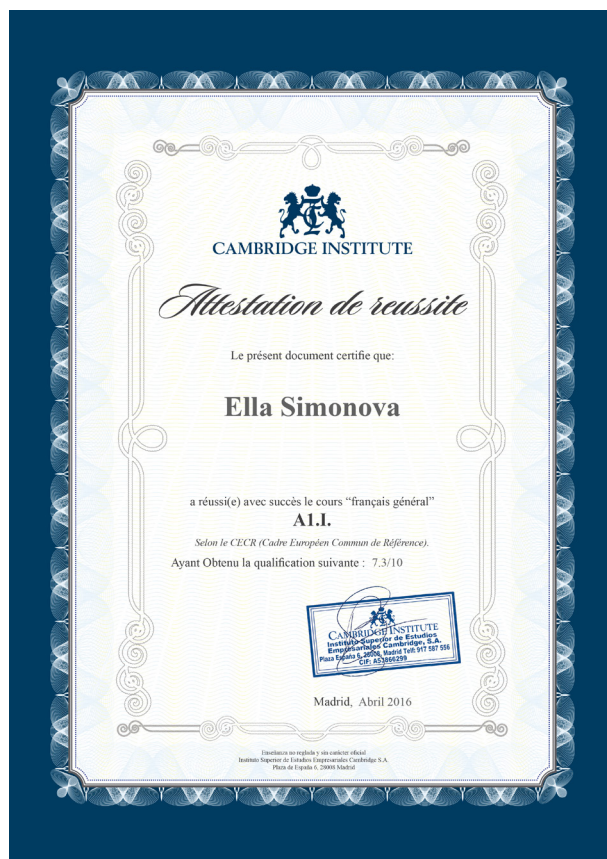 CAMBRIDGE INSTITUTE
Attestation de reussite
Le présent document certifie que:
Ella Simonova
a réussi(e) avec succès le cours “français général”
A1.I.
Selon le CECR (Cadre Européen Commun de Référence).
Ayant Obtenu la qualification suivante : 7.3/10
CAMBRIDGE INSTITUTE
Instituto Superior de Estudios
Empresariales Cambridge, S.A.
Plaza España 6, 28008, Madrid Telf: 917 587 556
CIF: A53866299
Madrid, Abril 2016
Enseñanza no reglada y sin carácter oficial
Instituto Superior de Estudios Empresariales Cambridge S.A.
Plaza de España 6, 28008 Madrid